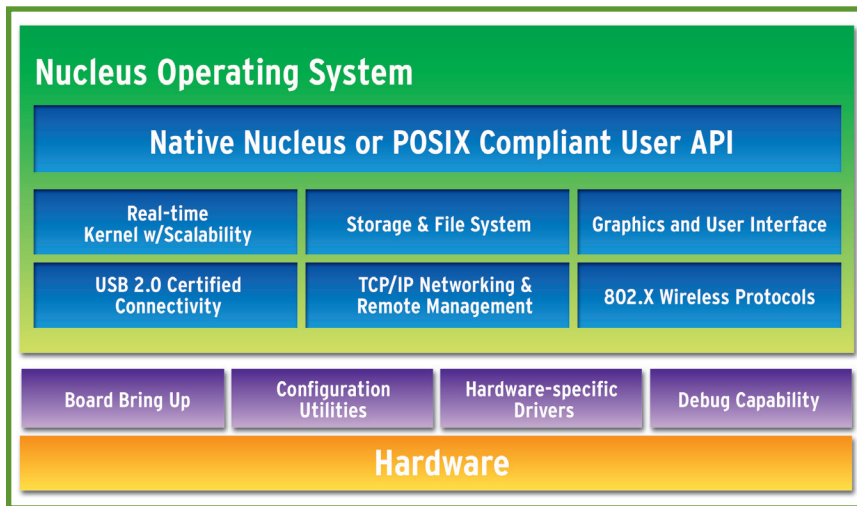 Nucleus Operating System
Native Nucleus or POSIX Compliant User API
Real-time
Kernel w/Scalability
Storage & File System
Graphics and User Interface
USB 2.0 Certified
Connectivity
TCP/IP Networking &
Remote Management
802.X Wireless Protocols
Board Bring Up
Configuration
Utilities
Hardware-specific
Drivers
Debug Capability
Hardware